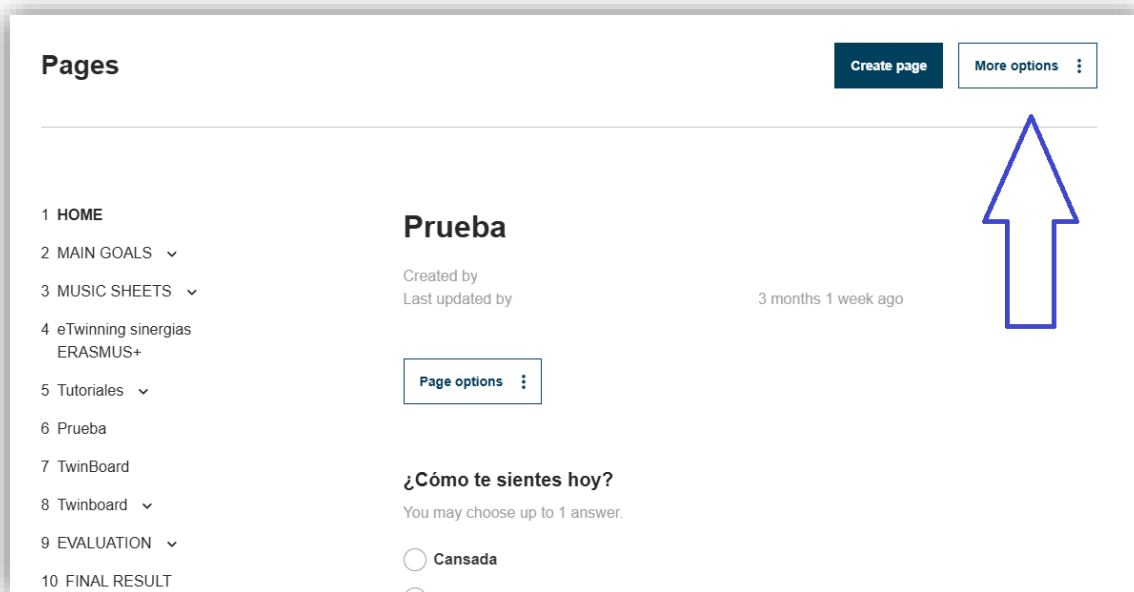 Pages
Create page
More options
1 HOME
2 MAIN GOALS
3 MUSIC SHEETS
4 eTwinning sinergias
ERASMUS+
5 Tutoriales
6 Prueba
7 TwinBoard
8 Twinboard
9 EVALUATION
10 FINAL RESULT
Prueba
Created by
Last updated by
3 months 1 week ago
Page options
¿Cómo te sientes hoy?
You may choose up to 1 answer.
Cansada